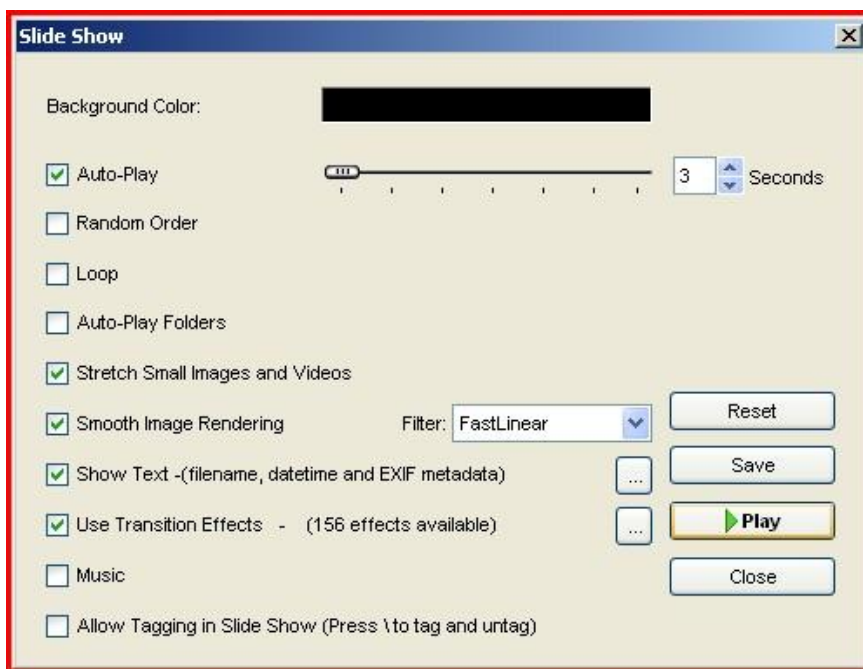 Slide Show
Background Color:
Auto-Play 3 Seconds
Random Order
Loop
Auto-Play Folders
Stretch Small Images and Videos
Smooth Image Rendering Filter: FastLinear Reset
Show Text -(filename, datetime and EXIF metadata) ... Save
Use Transition Effects - (156 effects available) ... Play
Music Close
Allow Tagging in Slide Show (Press \ to tag and untag)